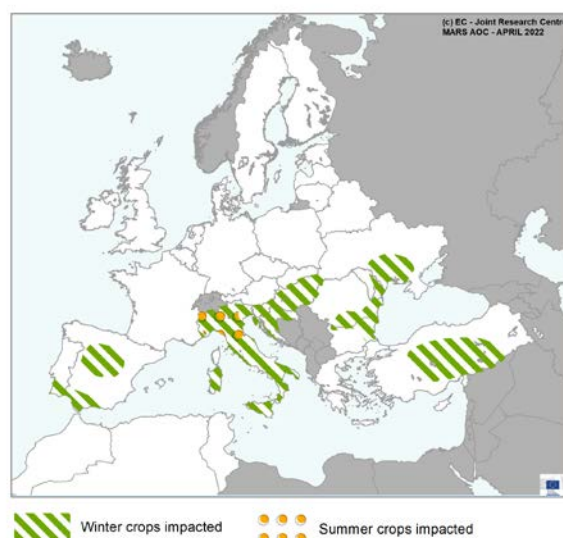 (c) EC - Joint Research Centre
MARS AOC - APRIL 2022
Winter crops impacted
Summer crops impacted